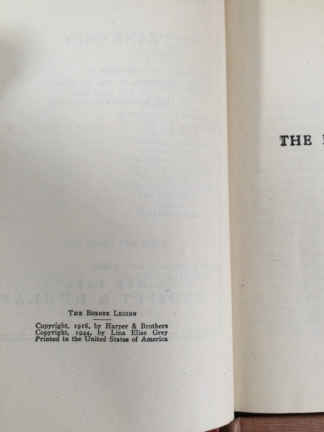 THE BORDER LEGION
Copyright, 1916, by Harper & Brothers
Copyright, 1944, by Lina Elise Grey
Printed in the United States of America
THE